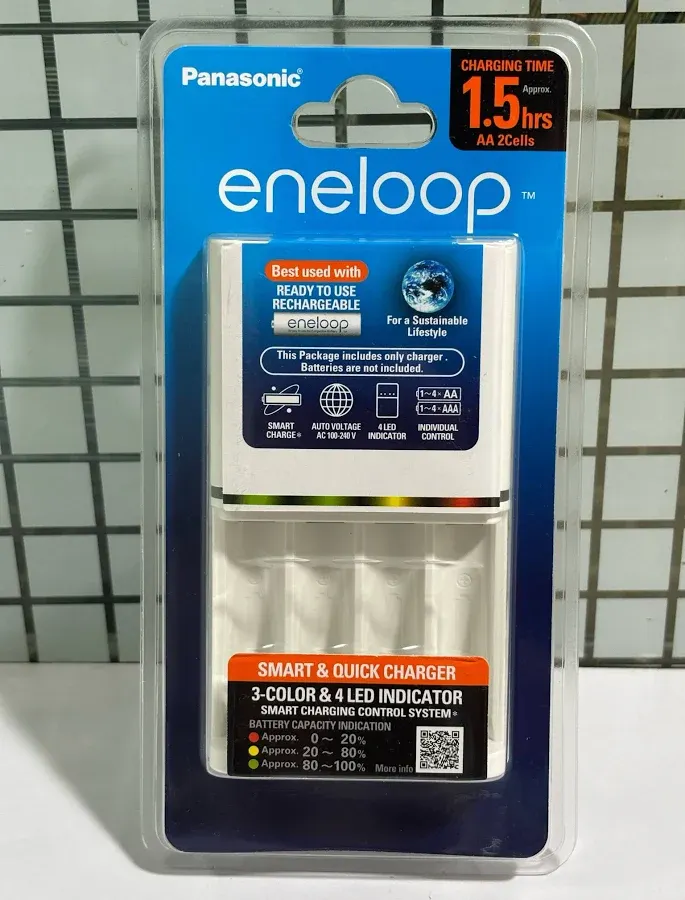 Panasonic®
CHARGING TIME
1.5 Approx. hrs
AA 2Cells
eneloop™
Best used with
READY TO USE
RECHARGEABLE
eneloop
For a Sustainable
Lifestyle
This Package includes only charger.
Batteries are not included.
SMART
CHARGE*
AUTO VOLTAGE
AC 100-240 V
4 LED
INDICATOR
1~4× AA
1~4× AAA
INDIVIDUAL
CONTROL
SMART & QUICK CHARGER
3-COLOR & 4 LED INDICATOR
SMART CHARGING CONTROL SYSTEM*
BATTERY CAPACITY INDICATION
Approx. 0~ 20%
Approx. 20~ 80%
Approx. 80~100%
More info